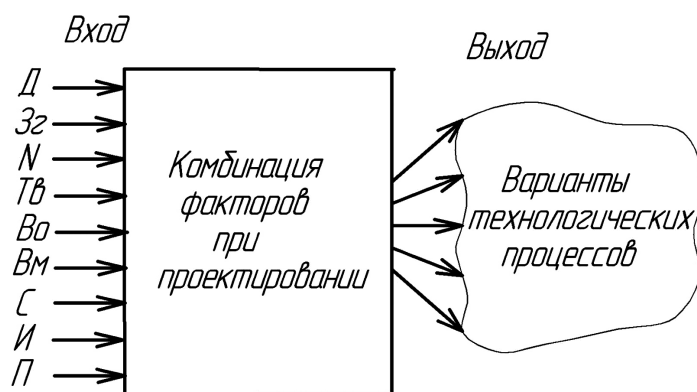 Вход
Выход
Д
Зг
N
Тв
Во
Вм
С
И
П
Комбинация
факторов
при
проектировании
Варианты
технологических
процессов